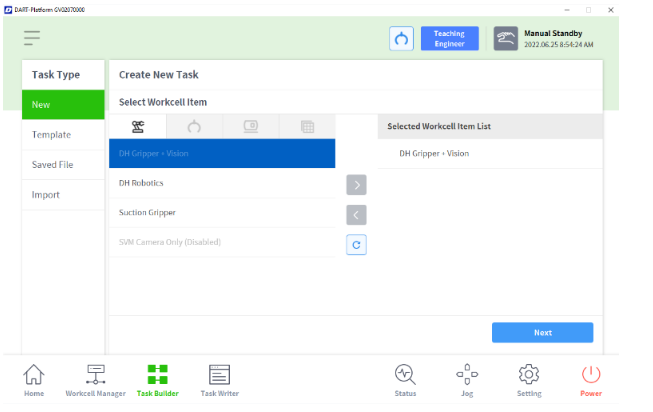 DART-Platform GV02070000
Teaching
Engineer
Manual Standby
2022.06.25 8:54:24 AM
Task Type
Create New Task
New
Select Workcell Item
Template
Selected Workcell Item List
Saved File
DH Gripper + Vision
DH Gripper + Vision
Import
DH Robotics
Suction Gripper
SVM Camera Only (Disabled)
Next
Home
Workcell Manager
Task Builder
Task Writer
Status
Jog
Setting
Power